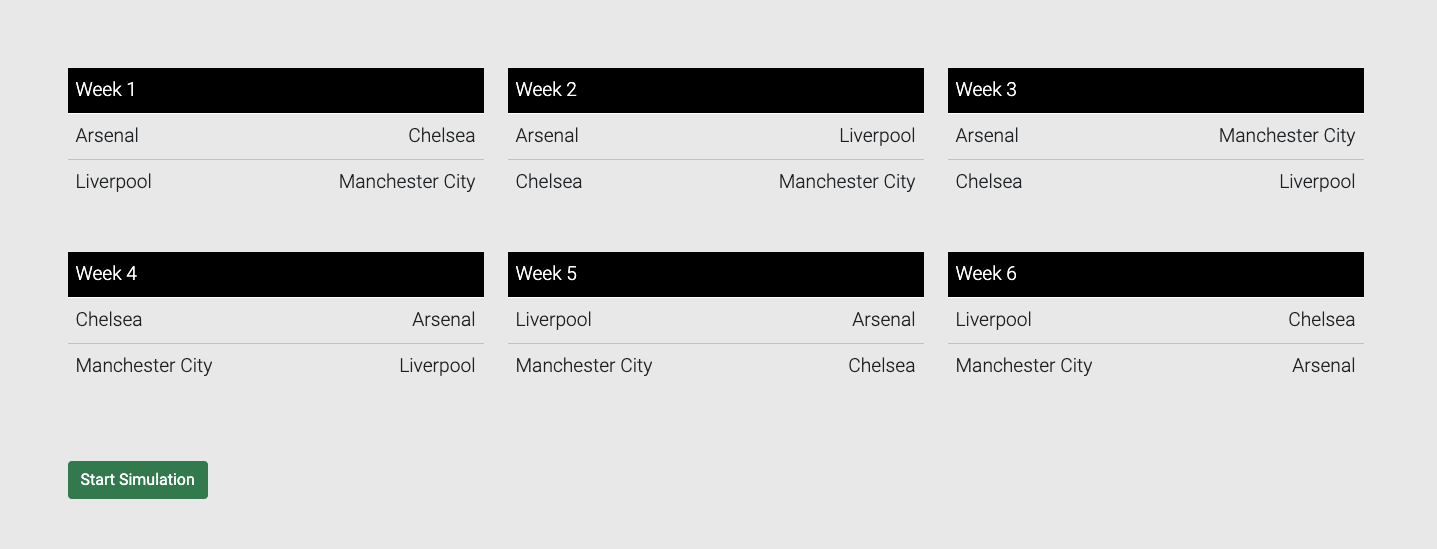 Week 1
Arsenal Chelsea
Liverpool Manchester City
Week 2
Arsenal Liverpool
Chelsea Manchester City
Week 3
Arsenal Manchester City
Chelsea Liverpool
Week 4
Chelsea Arsenal
Manchester City Liverpool
Week 5
Liverpool Arsenal
Manchester City Chelsea
Week 6
Liverpool Chelsea
Manchester City Arsenal
Start Simulation